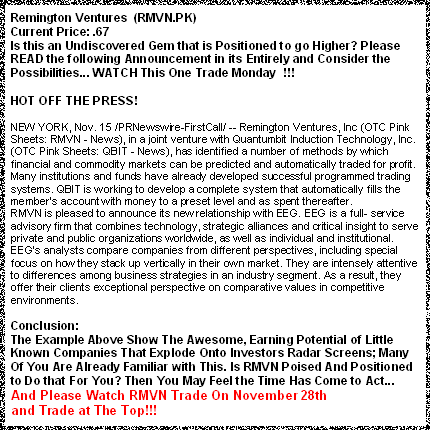 Remington Ventures (RMVN.PK)
Current Price: .67
Is this an Undiscovered Gem that is Positioned to go Higher? Please
READ the following Announcement in its Entirely and Consider the
Possibilities... WATCH This One Trade Monday !!!
HOT OFF THE PRESS!
NEW YORK, Nov. 15 /PRNewswire-FirstCall/ -- Remington Ventures, Inc (OTC Pink
Sheets: RMVN - News), in a joint venture with Quantumbit Induction Technology, Inc.
(OTC Pink Sheets: QBIT - News), has identified a number of methods by which
financial and commodity markets can be predicted and automatically traded for profit.
Many institutions and funds have already developed successful programmed trading
systems. QBIT is working to develop a complete system that automatically fills the
member's account with money to a preset level and as spent thereafter.
RMVN is pleased to announce its new relationship with EEG. EEG is a full- service
advisory firm that combines technology, strategic alliances and critical insight to serve
private and public organizations worldwide, as well as individual and institutional.
EEG's analysts compare companies from different perspectives, including special
focus on how they stack up vertically in their own market. They are intensely attentive
to differences among business strategies in an industry segment. As a result, they
offer their clients exceptional perspective on comparative values in competitive
environments.
Conclusion:
The Example Above Show The Awesome, Earning Potential of Little
Known Companies That Explode Onto Investors Radar Screens; Many
Of You Are Already Familiar with This. Is RMVN Poised And Positioned
to Do that For You? Then You May Feel the Time Has Come to Act...
And Please Watch RMVN Trade On November 28th
and Trade at The Top!!!